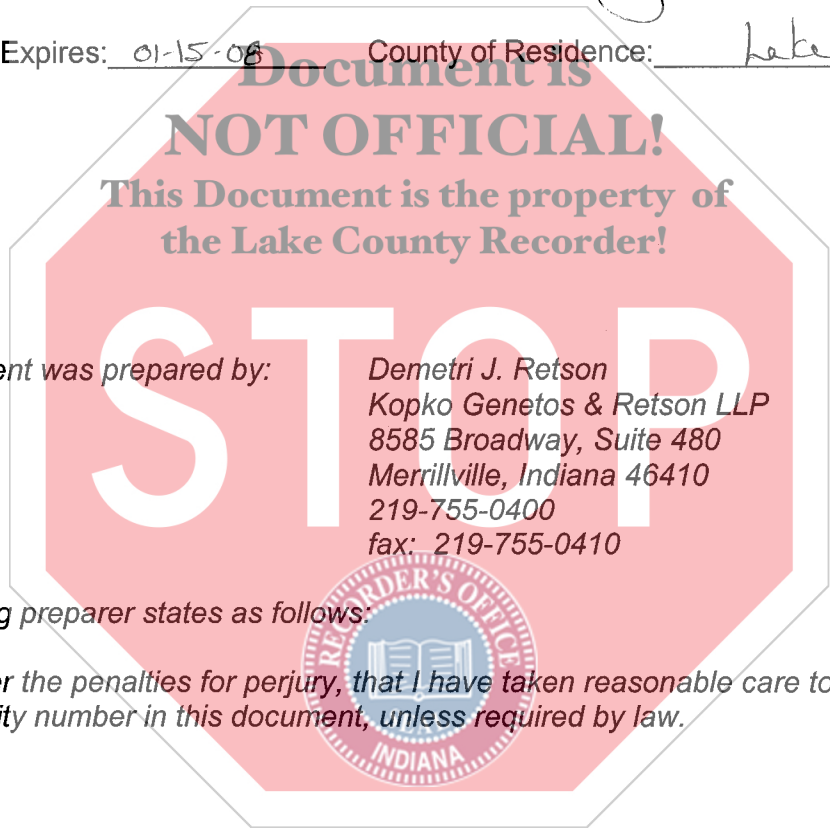 Expires: 01-15-08 County of Residence: Lake
Document is
NOT OFFICIAL!
This Document is the property of
the Lake County Recorder!
STOP
ent was prepared by: Demetri J. Retson
Kopko Genetos & Retson LLP
8585 Broadway, Suite 480
Merrillville, Indiana 46410
219-755-0400
fax: 219-755-0410
RECORDER'S OFFICE
g preparer states as follows:
er the penalties for perjury, that I have taken reasonable care to
ity number in this document, unless required by law.
INDIANA